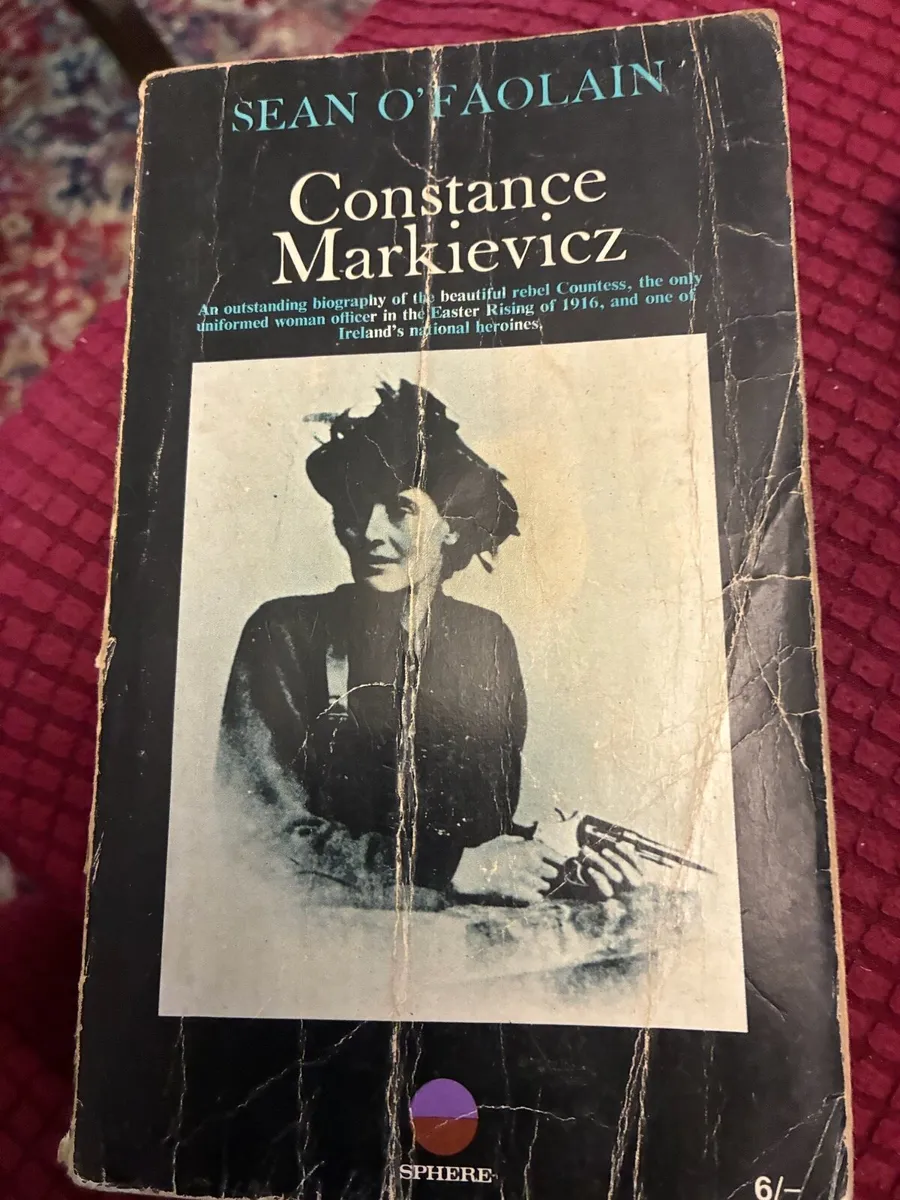 SEAN O'FAOLAIN
Constance
Markievicz
An outstanding biography of the beautiful rebel Countess, the only
uniformed woman officer in the Easter Rising of 1916, and one of
Ireland's national heroines.
SPHERE
6/-